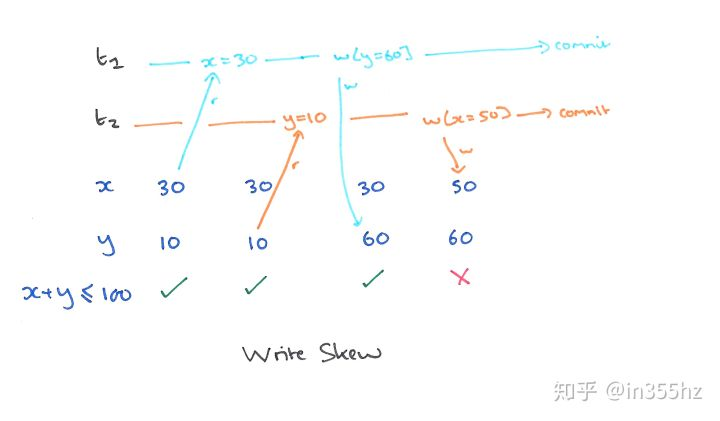 t1 x=30 w[y=60] commit
r w
t2 y=10 w[x=50] commit
r w
x 30 30 30 50
y 10 10 60 60
x+y≤100 ✓ ✓ ✓ X
Write Skew
知乎 @in355hz